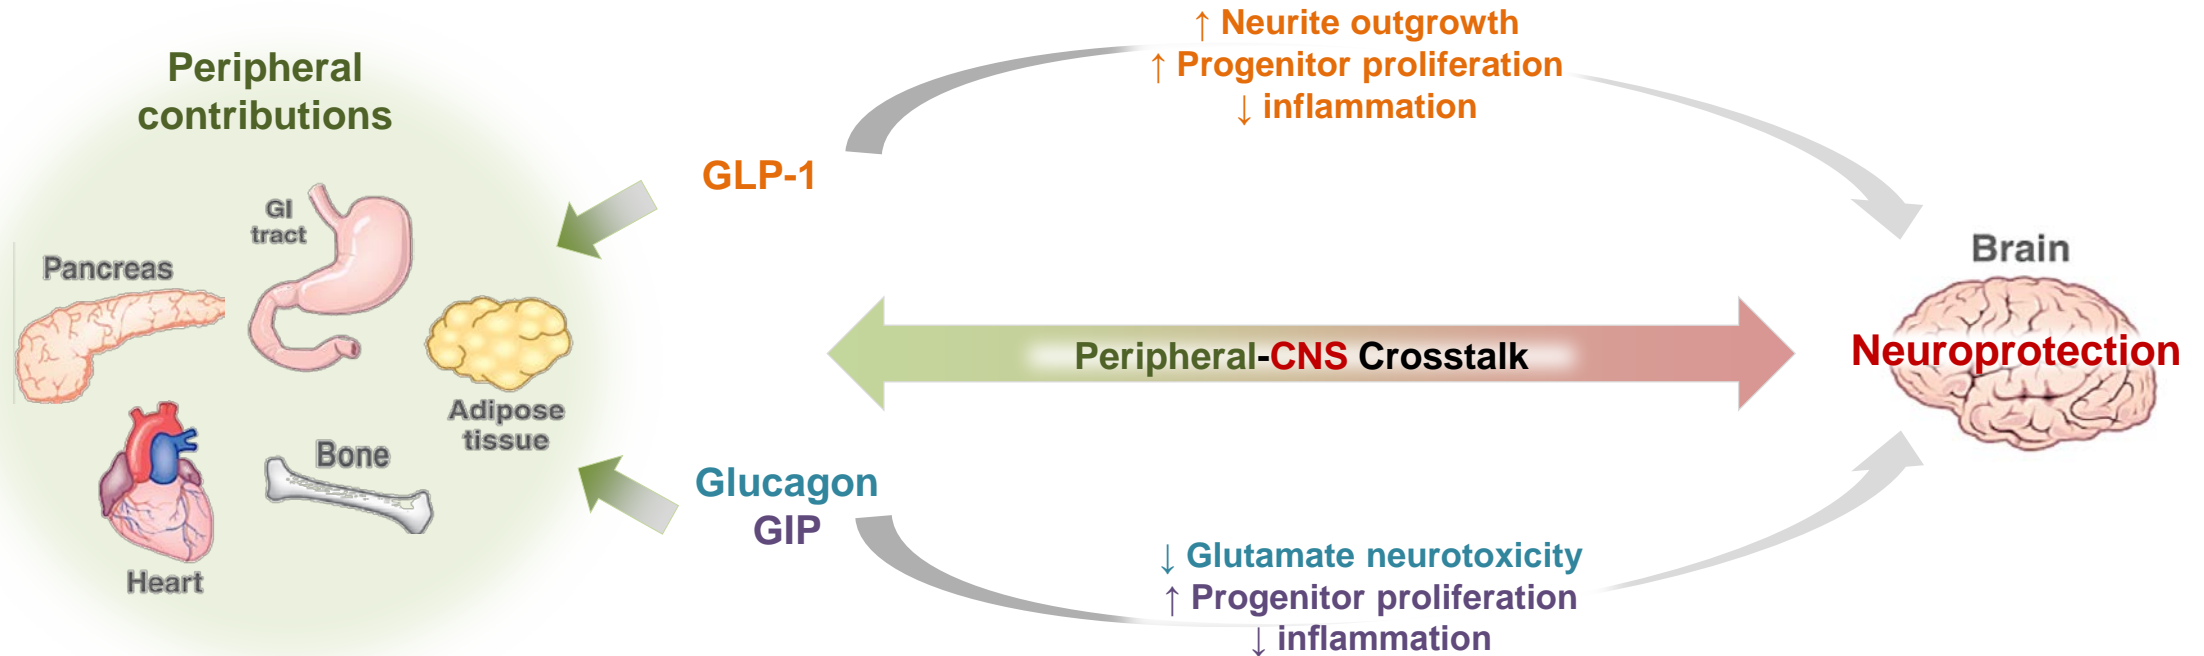 Peripheral
contributions
GI
tract
Pancreas
Adipose
tissue
Bone
Heart
GLP-1
Glucagon
GIP
↑ Neurite outgrowth
↑ Progenitor proliferation
↓ inflammation
Peripheral-CNS Crosstalk
↓ Glutamate neurotoxicity
↑ Progenitor proliferation
↓ inflammation
Brain
Neuroprotection